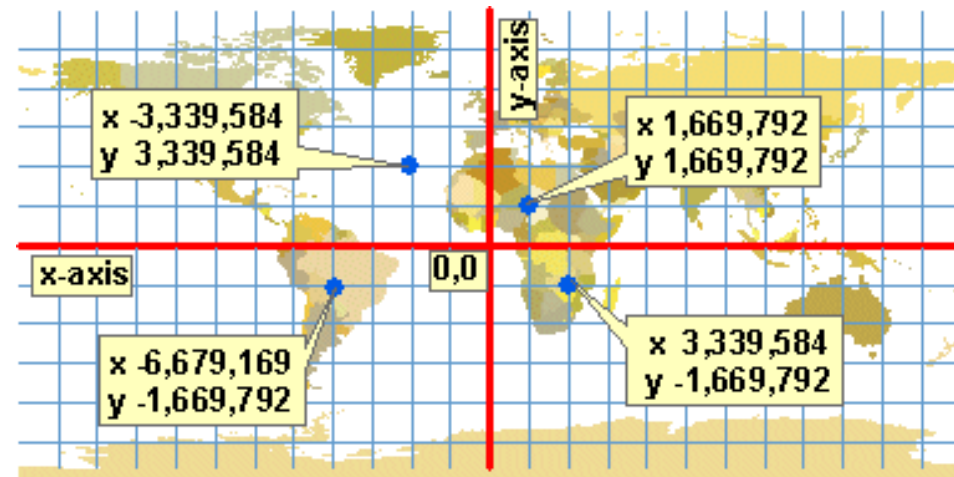 y-axis
x -3,339,584
y 3,339,584
x 1,669,792
y 1,669,792
x-axis
0,0
x -6,679,169
y -1,669,792
x 3,339,584
y -1,669,792